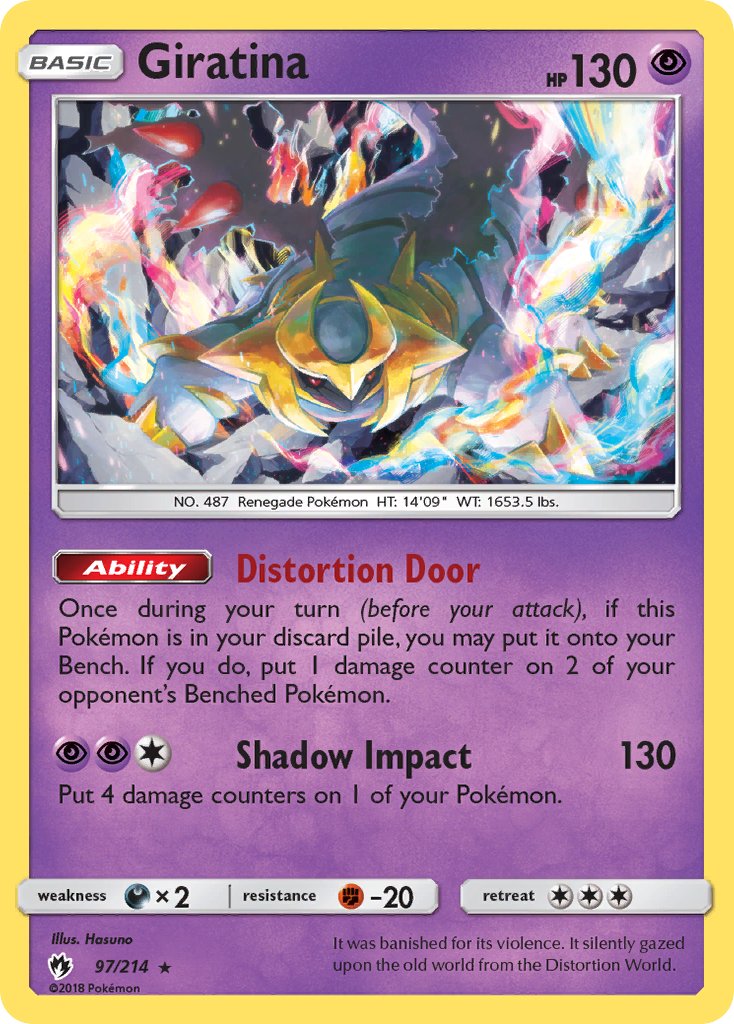 BASIC Giratina HP 130
NO. 487 Renegade Pokémon HT: 14'09" WT: 1653.5 lbs.
Ability Distortion Door
Once during your turn (before your attack), if this
Pokémon is in your discard pile, you may put it onto your
Bench. If you do, put 1 damage counter on 2 of your
opponent's Benched Pokémon.
Shadow Impact 130
Put 4 damage counters on 1 of your Pokémon.
weakness ×2 resistance -20 retreat
Illus. Hasuno
97/214 ★
©2018 Pokémon
It was banished for its violence. It silently gazed
upon the old world from the Distortion World.